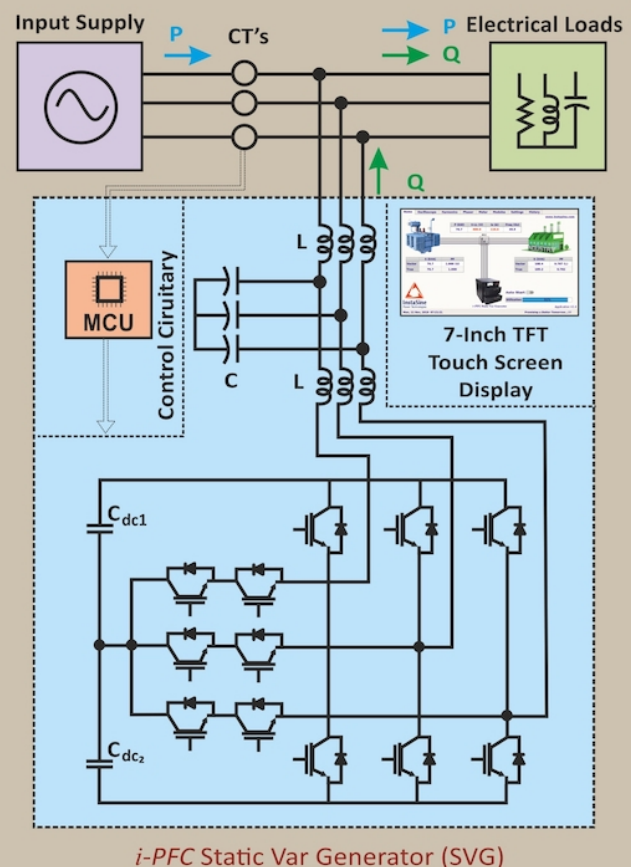 Input Supply
P
CT's
P
Q
Electrical Loads
Q
L
C
L
MCU
Control Ciruitary
InstaSine
7-Inch TFT
Touch Screen
Display
Cdc1
Cdc2
i-PFC Static Var Generator (SVG)